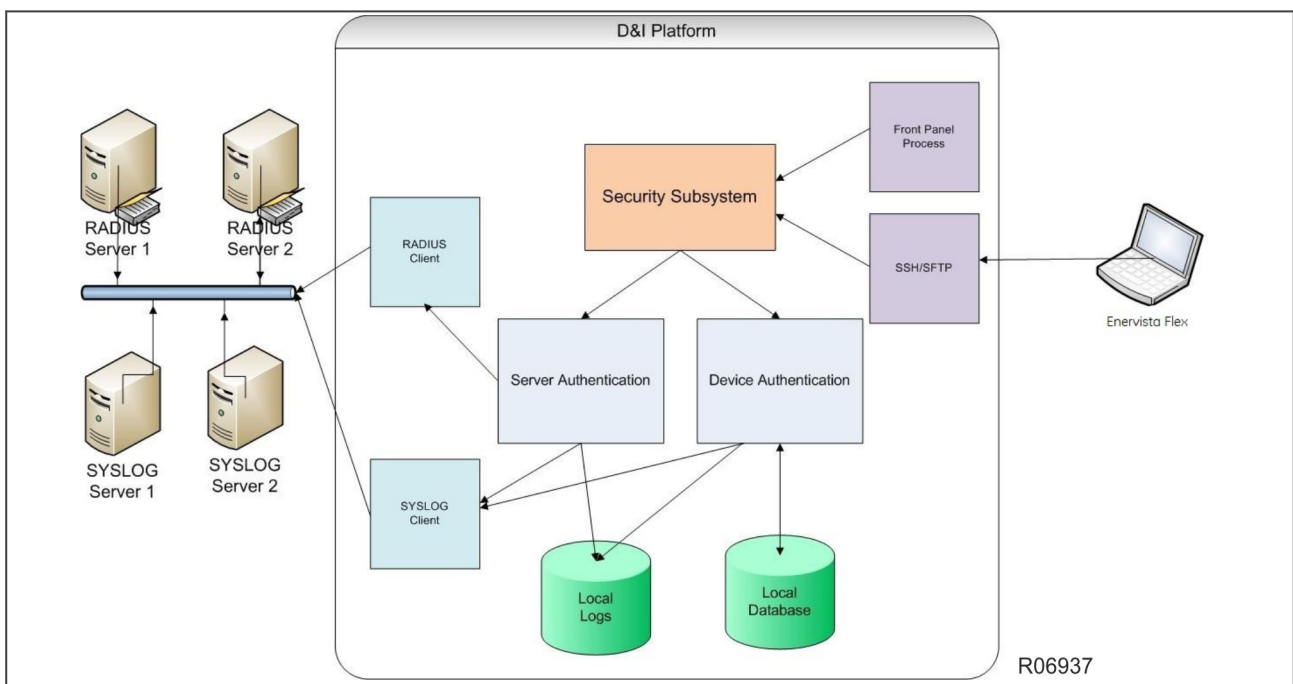 D&I Platform
RADIUS
Server 1
RADIUS
Server 2
SYSLOG
Server 1
SYSLOG
Server 2
RADIUS
Client
SYSLOG
Client
Security Subsystem
Front Panel
Process
SSH/SFTP
Enervista Flex
Server Authentication
Device Authentication
Local
Logs
Local
Database
R06937